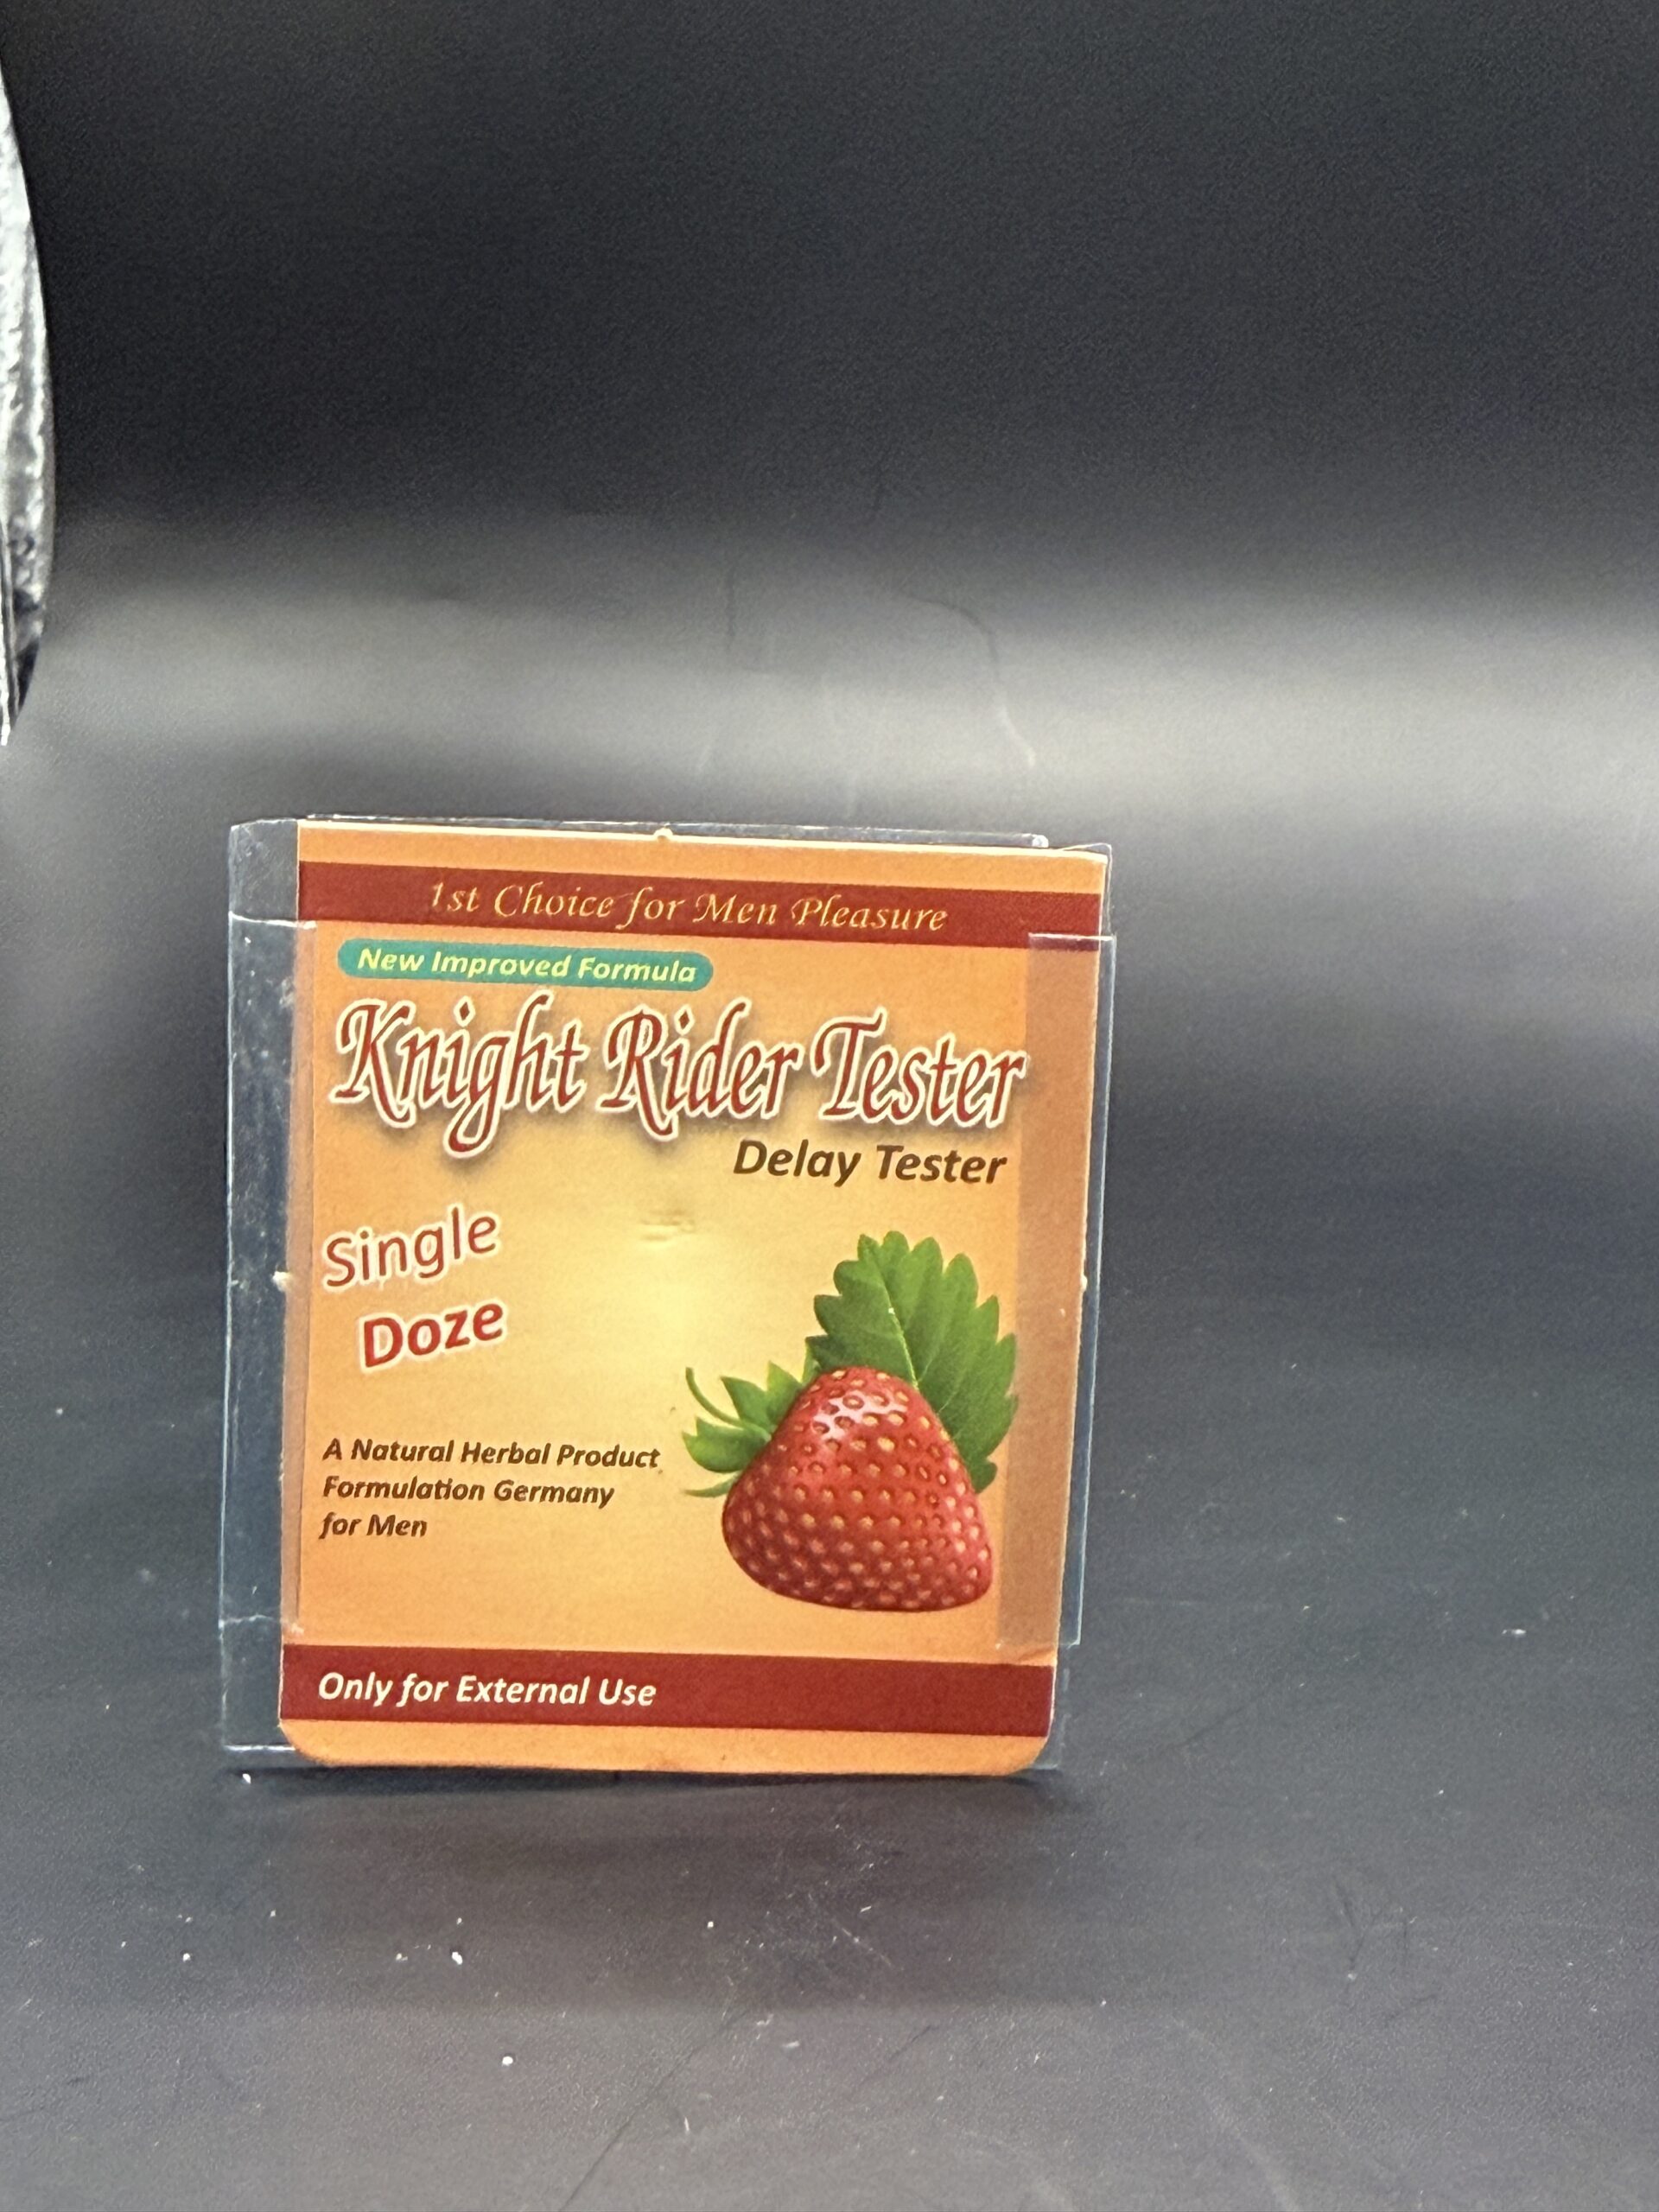 1st Choice for Men Pleasure
New Improved Formula
Knight Rider Tester
Delay Tester
Single
Doze
A Natural Herbal Product
Formulation Germany
for Men
Only for External Use